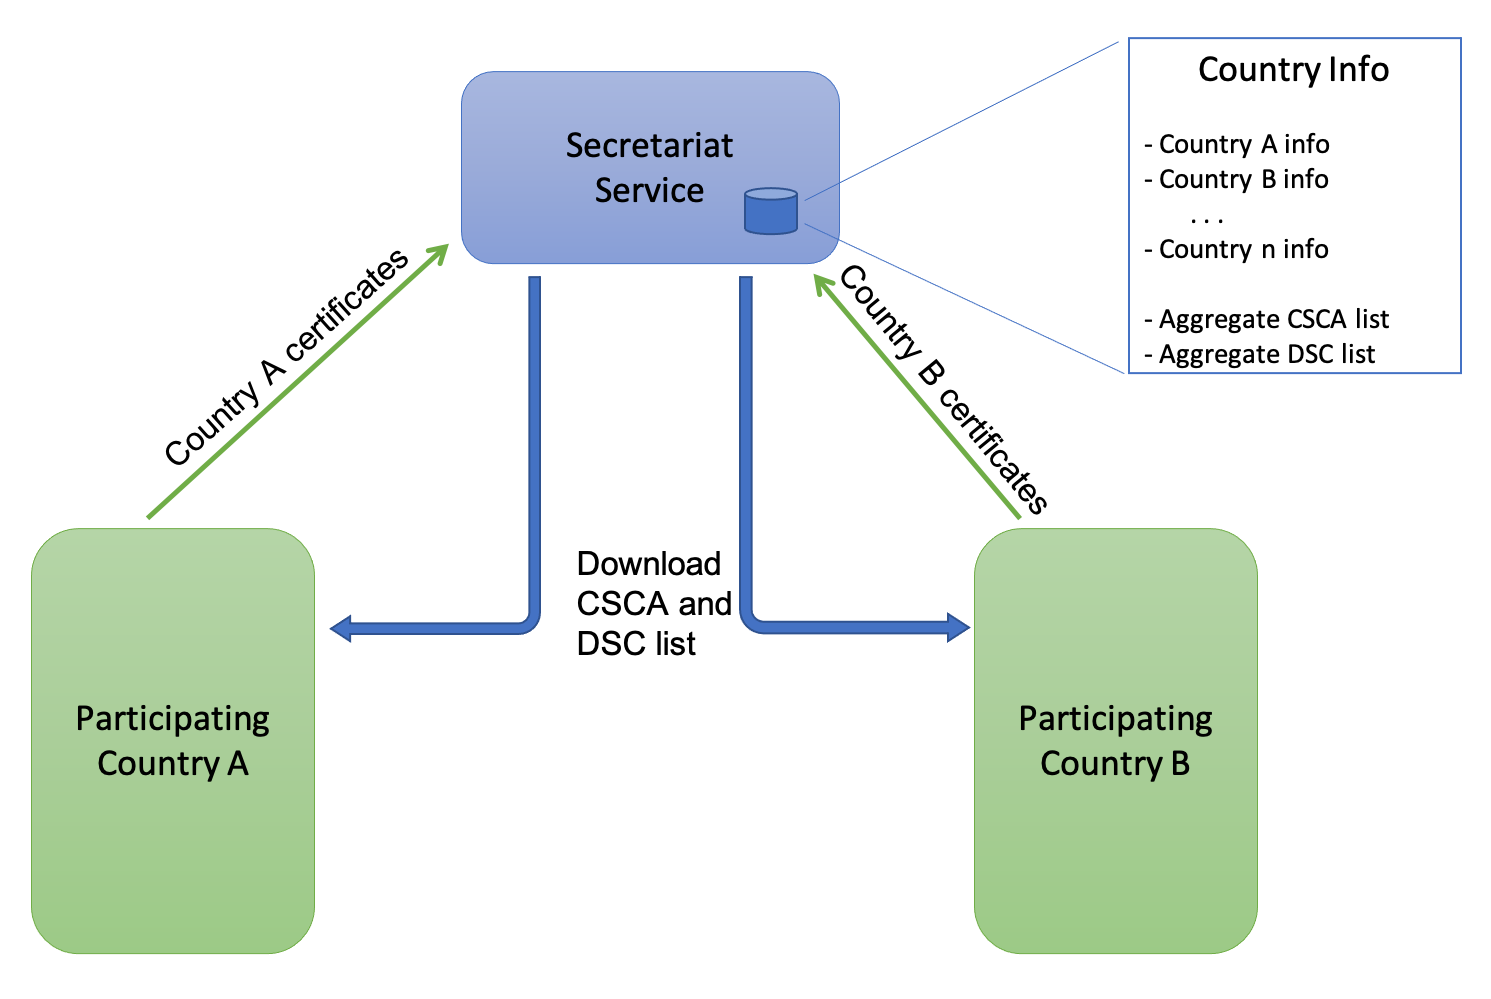 Secretariat
Service
Country Info
- Country A info
- Country B info
. . .
- Country n info
- Aggregate CSCA list
- Aggregate DSC list
Country A certificates
Country B certificates
Download
CSCA and
DSC list
Participating
Country A
Participating
Country B